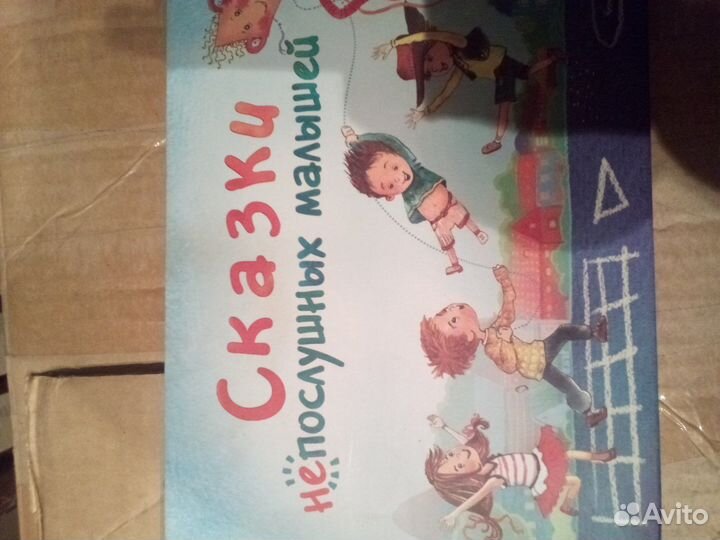 Сказки
непослушных малышей
Avito